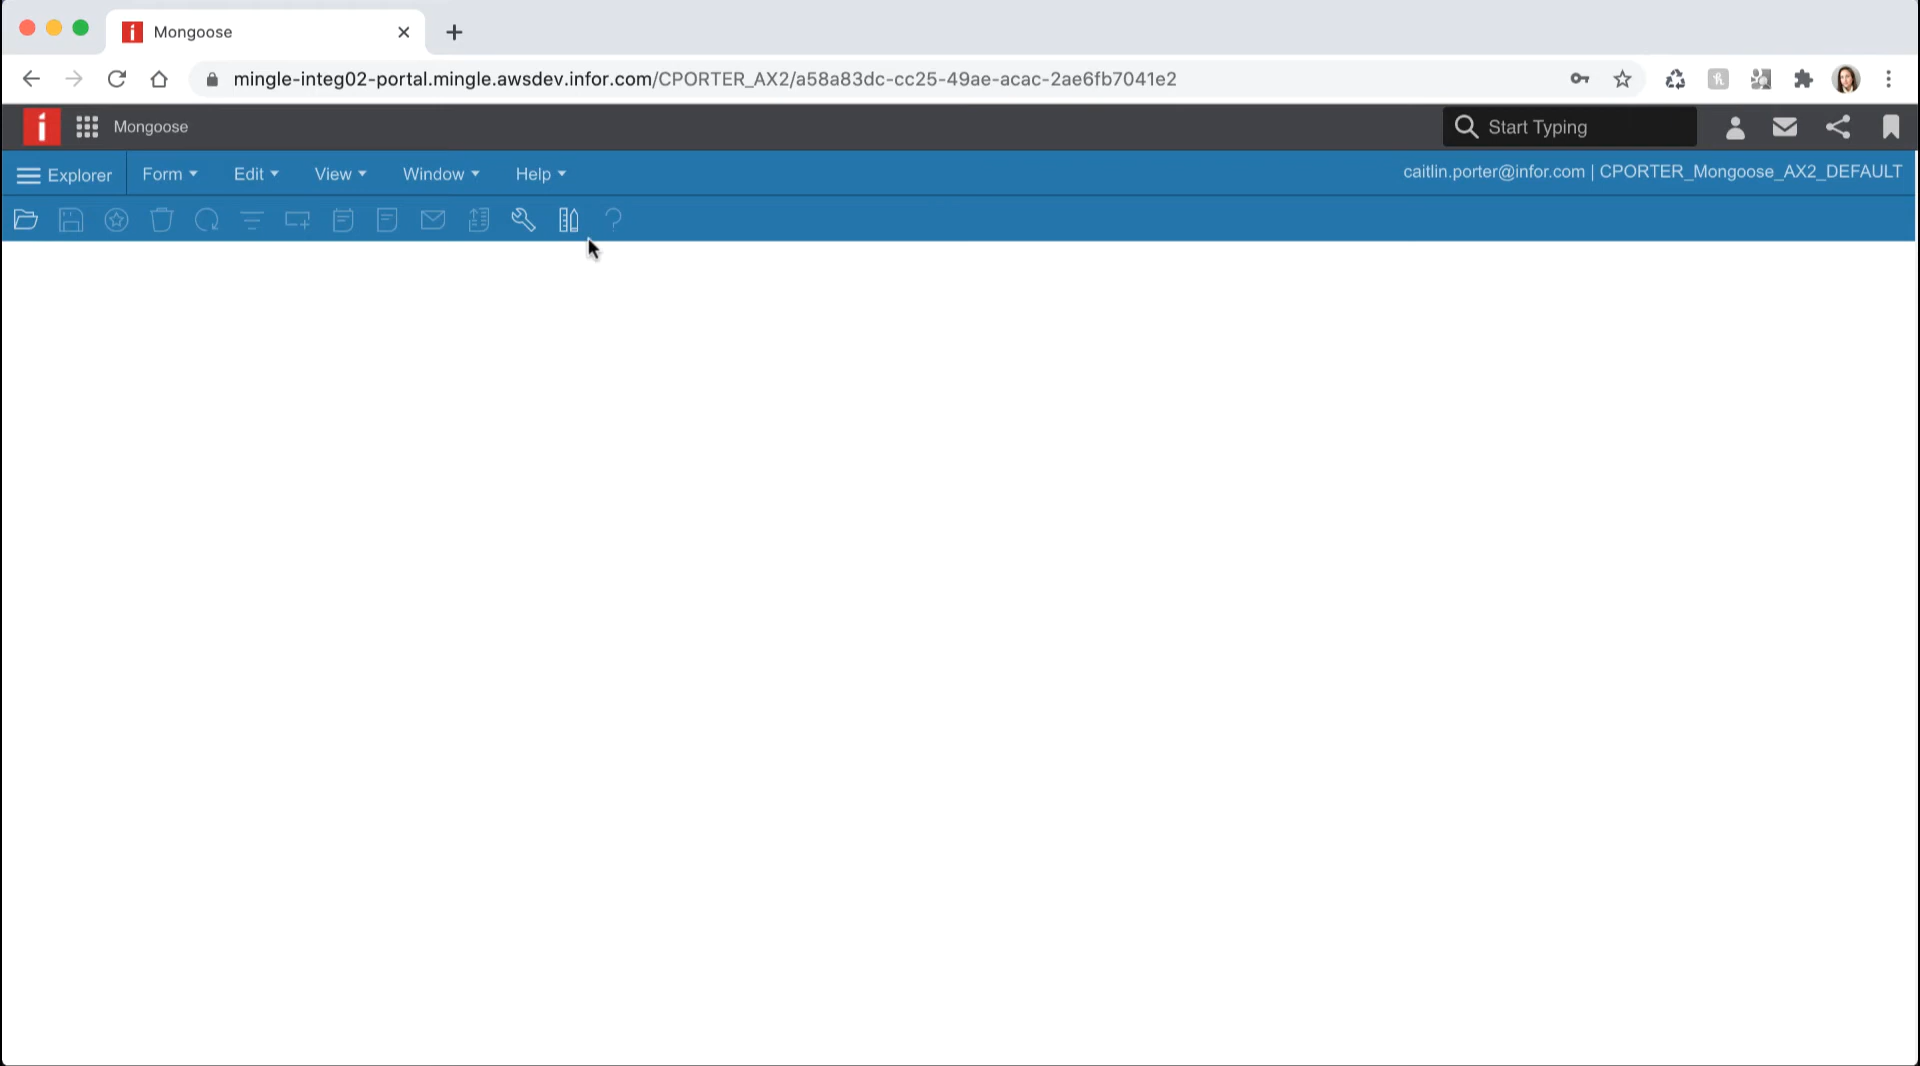 Mongoose
mingle-integ02-portal.mingle.awsdev.infor.com/CPORTER_AX2/a58a83dc-cc25-49ae-acac-2ae6fb7041e2
Mongoose
Start Typing
Explorer Form Edit View Window Help caitlin.porter@infor.com | CPORTER_Mongoose_AX2_DEFAULT